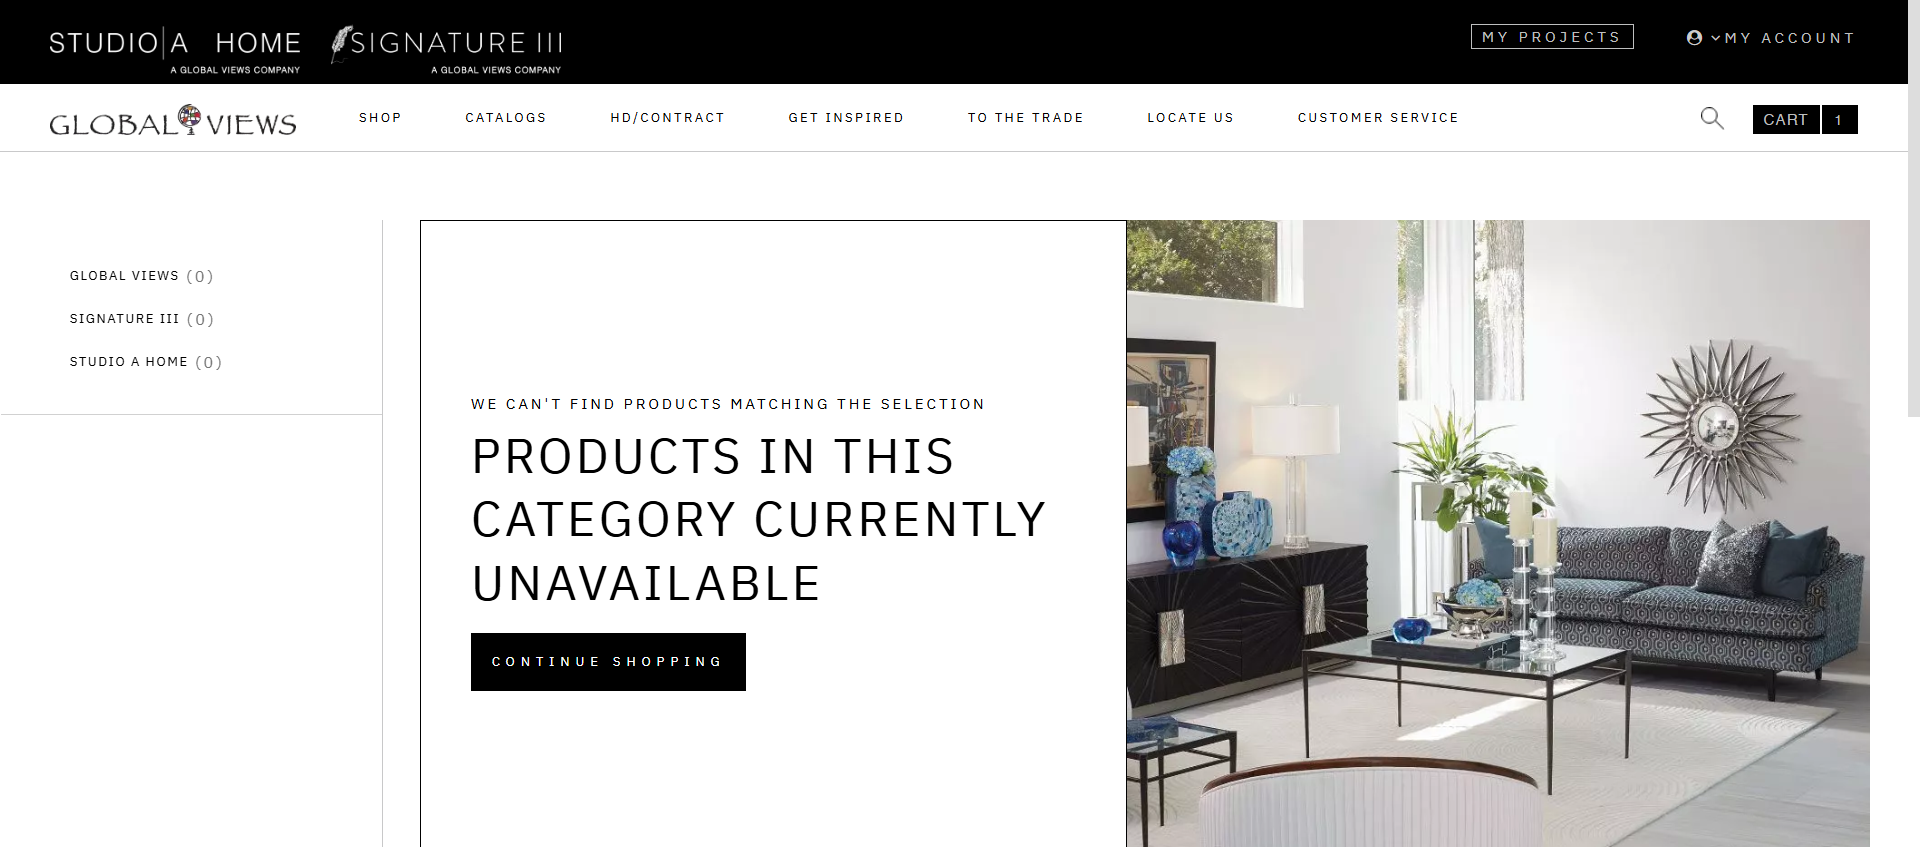 STUDIO A HOME
A GLOBAL VIEWS COMPANY
SIGNATURE III
A GLOBAL VIEWS COMPANY
MY PROJECTS
MY ACCOUNT
GLOBAL VIEWS
SHOP
CATALOGS
HD/CONTRACT
GET INSPIRED
TO THE TRADE
LOCATE US
CUSTOMER SERVICE
CART 1
GLOBAL VIEWS (0)
SIGNATURE III (0)
STUDIO A HOME (0)
WE CAN'T FIND PRODUCTS MATCHING THE SELECTION
PRODUCTS IN THIS
CATEGORY CURRENTLY
UNAVAILABLE
CONTINUE SHOPPING